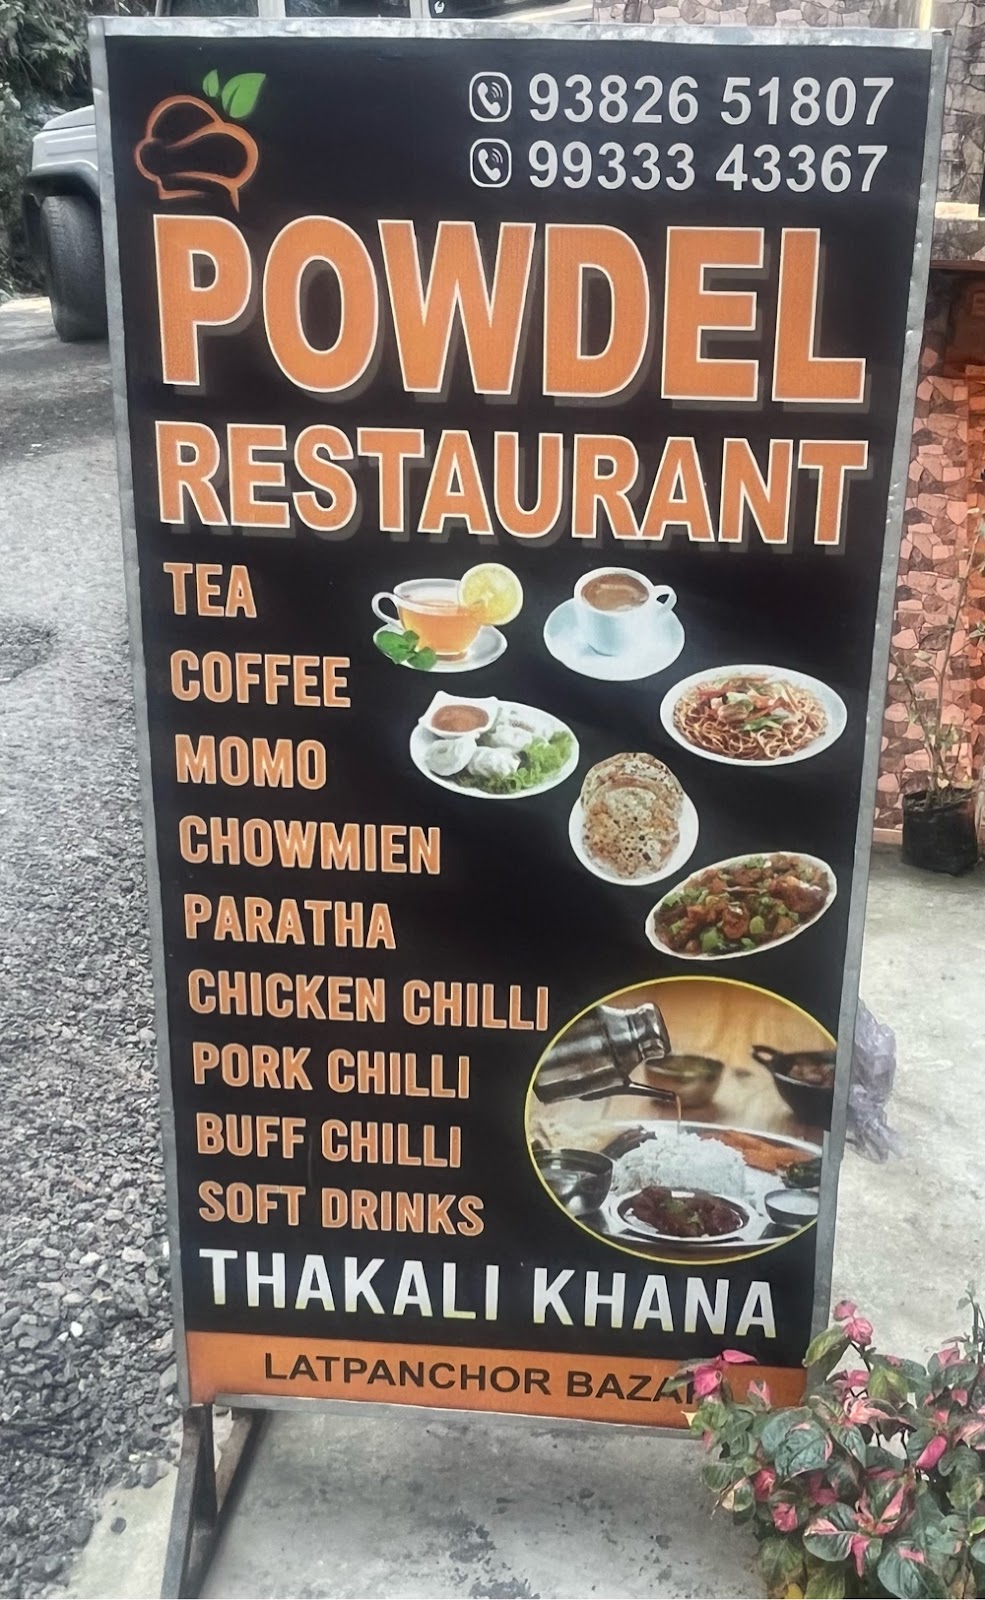 93826 51807
99333 43367
POWDEL
RESTAURANT
TEA
COFFEE
MOMO
CHOWMIEN
PARATHA
CHICKEN CHILLI
PORK CHILLI
BUFF CHILLI
SOFT DRINKS
THAKALI KHANA
LATPANCHOR